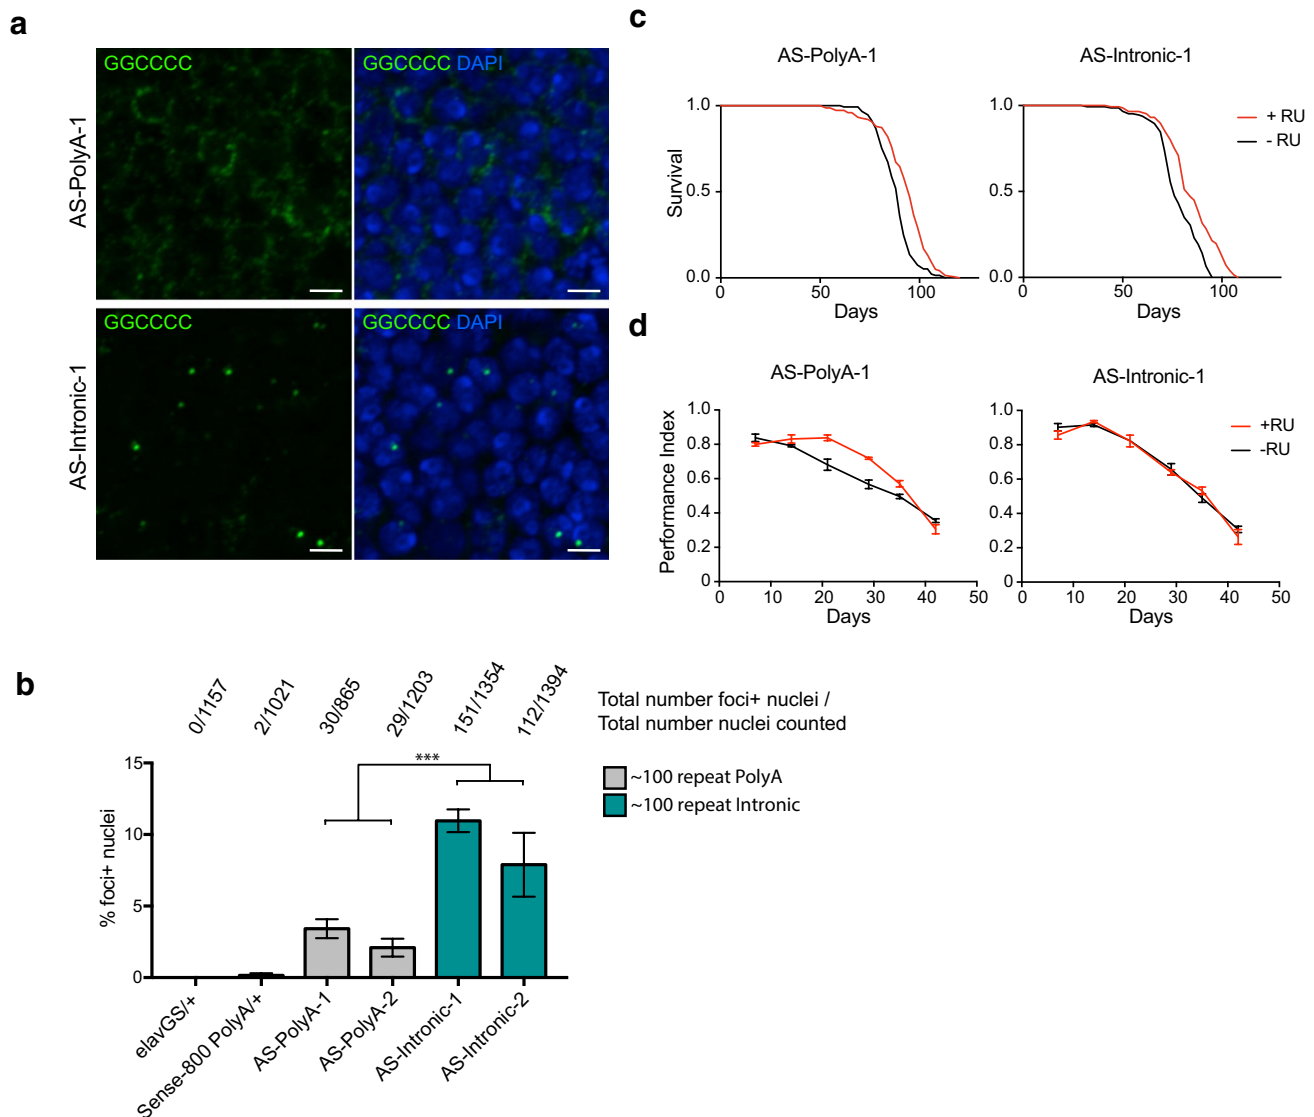 a
AS-PolyA-1
GGCCCC
GGCCCC DAPI
AS-Intronic-1
GGCCCC
GGCCCC DAPI
b
0/1157
2/1021
30/865
29/1203
151/1354
112/1394
Total number foci+ nuclei /
Total number nuclei counted
~100 repeat PolyA
~100 repeat Intronic
***
% foci+ nuclei
15
10
5
0
elavGS/+
Sense-800 PolyA/+
AS-PolyA-1
AS-PolyA-2
AS-Intronic-1
AS-Intronic-2
c
AS-PolyA-1
Survival
1.0
0.5
0.0
0 50 100
Days
AS-Intronic-1
1.0
0.5
0.0
0 50 100
Days
+ RU
- RU
d
AS-PolyA-1
Performance Index
1.0
0.8
0.6
0.4
0.2
0
0 10 20 30 40 50
Days
AS-Intronic-1
1.0
0.8
0.6
0.4
0.2
0
0 10 20 30 40 50
Days
+RU
-RU